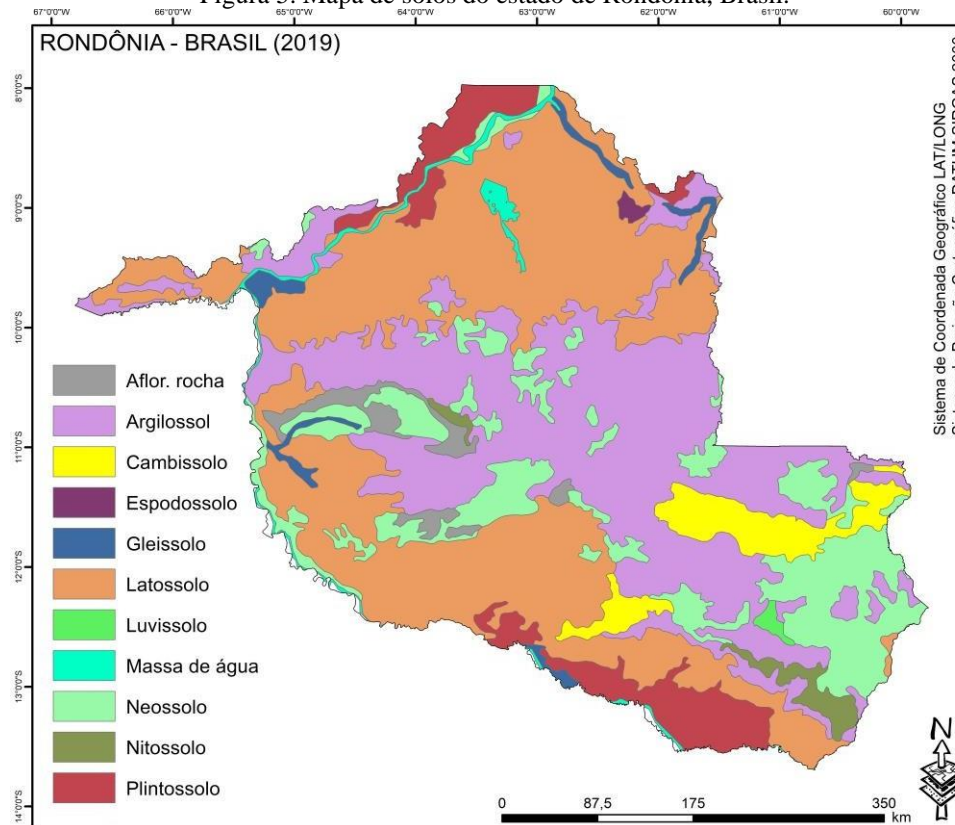 Figura 3. Mapa de solos do estado de Rondônia, Brasil.
67°0'0"W 66°0'0"W 65°0'0"W 64°0'0"W 63°0'0"W 62°0'0"W 61°0'0"W 60°0'0"W
RONDÔNIA - BRASIL (2019)
8°0'0"S
9°0'0"S
10°0'0"S
11°0'0"S
12°0'0"S
13°0'0"S
14°0'0"S
Sistema de Coordenada Geográfico LAT/LONG
Aflor. rocha
Argilossol
Cambissolo
Espodossolo
Gleissolo
Latossolo
Luvissolo
Massa de água
Neossolo
Nitossolo
Plintossolo
N
0 87,5 175 350
km